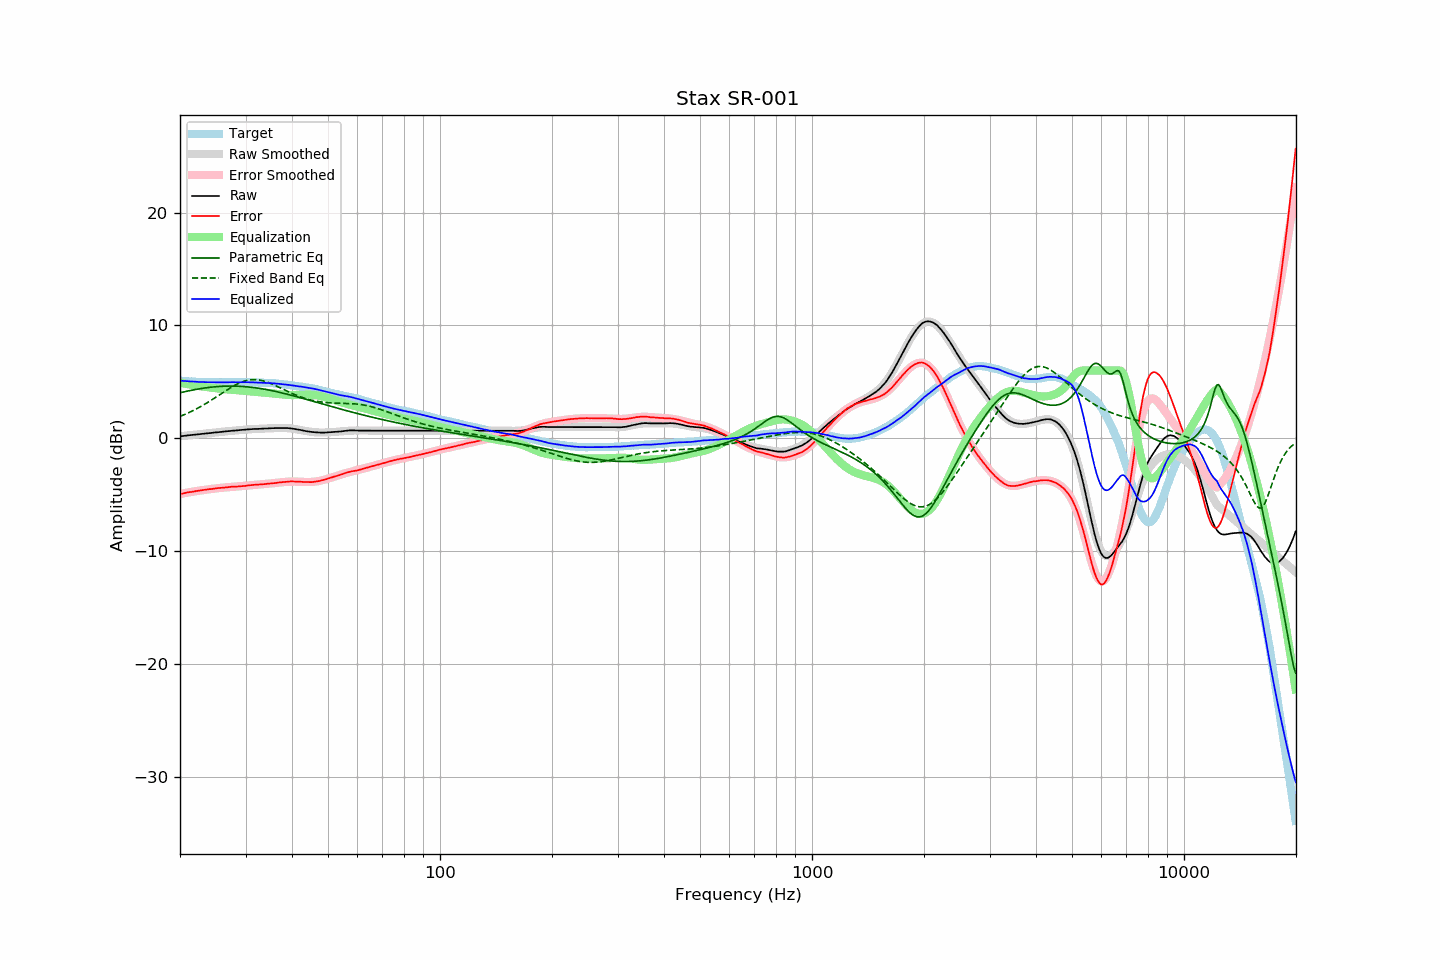 Stax SR-001
Target
Raw Smoothed
Error Smoothed
Raw
Error
Equalization
Parametric Eq
Fixed Band Eq
Equalized
20
10
0
−10
−20
−30
Amplitude (dBr)
100
1000
10000
Frequency (Hz)